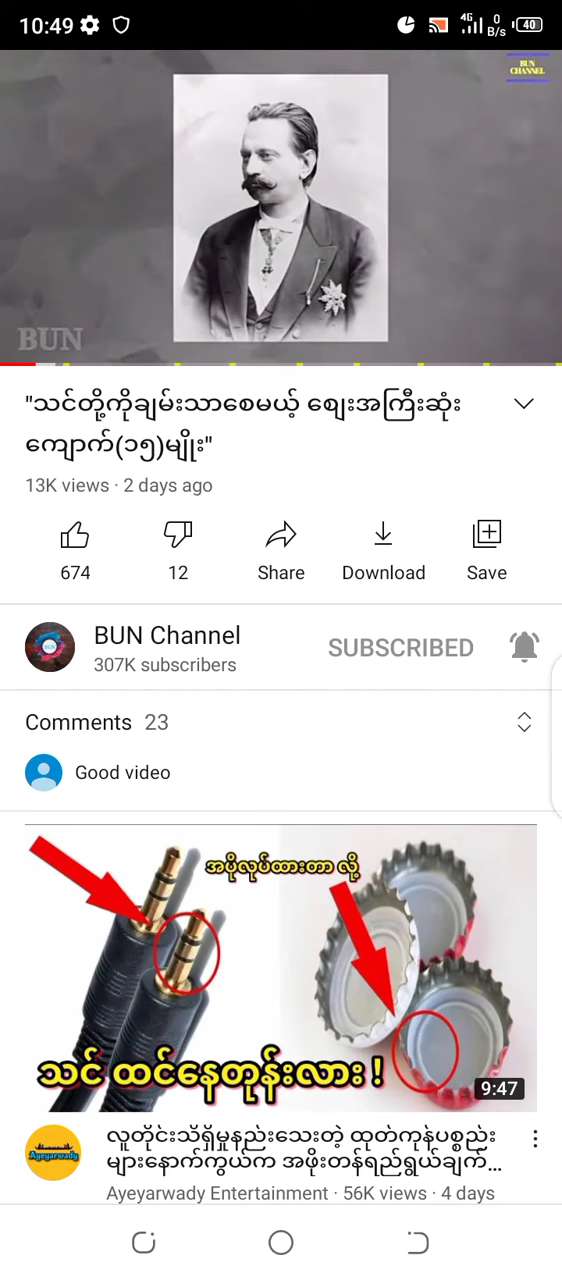 10:49
4G
0
B/s
40
BUN
CHANNEL
BUN
"သင်တို့ကိုချမ်းသာစေမယ့် ဈေးအကြီးဆုံး
ကျောက်(၁၅)မျိုး"
13K views · 2 days ago
674
12
Share
Download
Save
BUN Channel
307K subscribers
SUBSCRIBED
Comments 23
Good video
အပိုလုပ်ထားတာ လို့
သင် ထင်နေတုန်းလား !
9:47
Ayeyarwady
လူတိုင်းသိရှိမှုနည်းသေးတဲ့ ထုတ်ကုန်ပစ္စည်း
များနောက်ကွယ်က အဖိုးတန်ရည်ရွယ်ချက်...
Ayeyarwady Entertainment · 56K views · 4 days